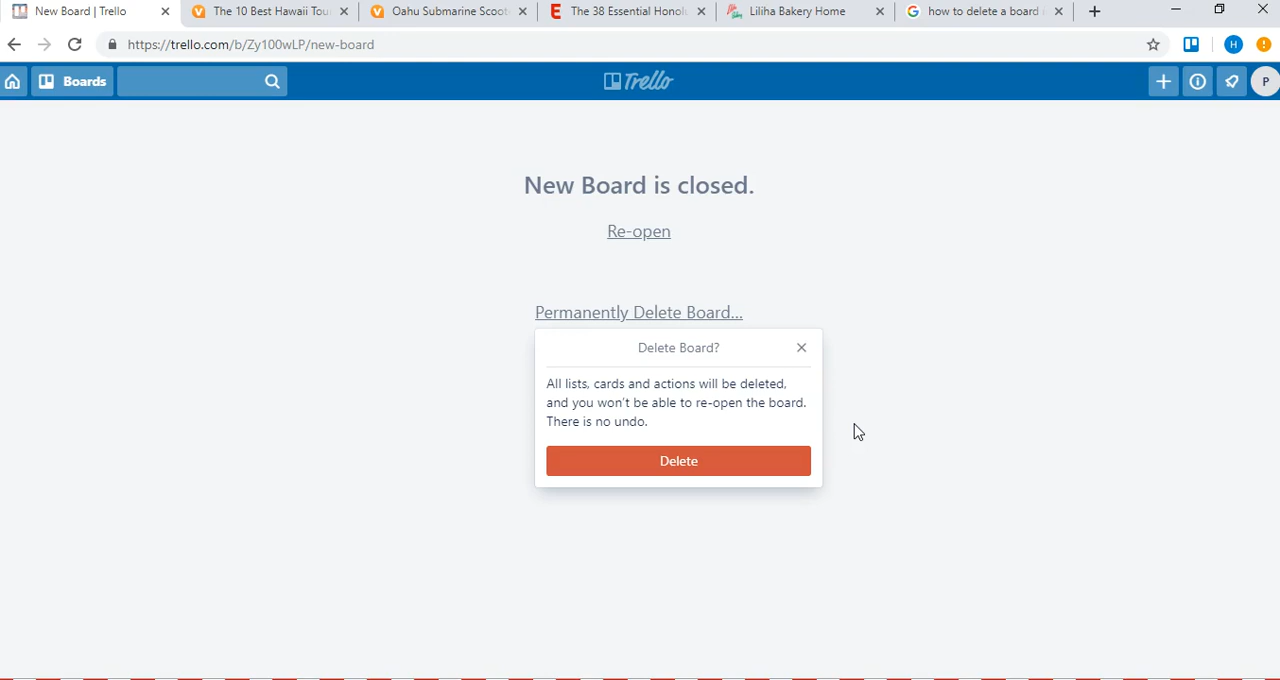 New Board | Trello
The 10 Best Hawaii Tou
Oahu Submarine Scoot
The 38 Essential Honol
Liliha Bakery Home
how to delete a board i
https://trello.com/b/Zy100wLP/new-board
H
Boards
Trello
P
New Board is closed.
Re-open
Permanently Delete Board...
Delete Board?
All lists, cards and actions will be deleted,
and you won't be able to re-open the board.
There is no undo.
Delete